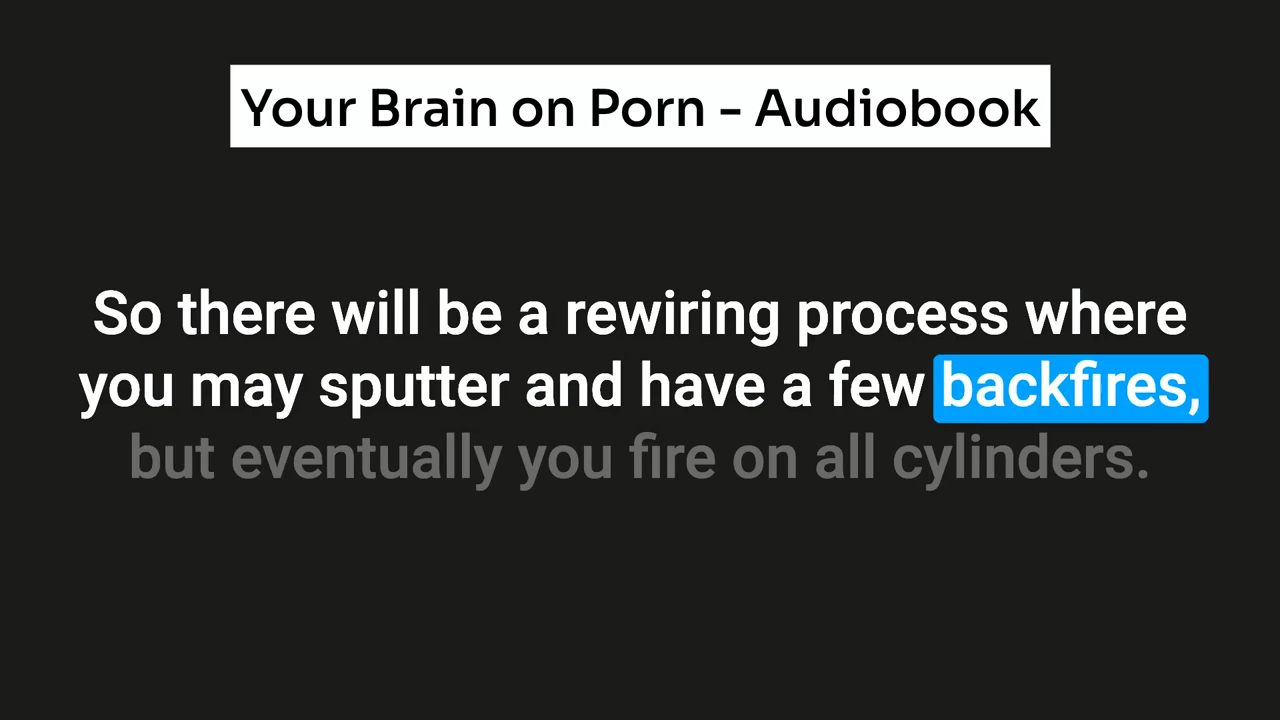 Your Brain on Porn - Audiobook
So there will be a rewiring process where
you may sputter and have a few backfires,
but eventually you fire on all cylinders.